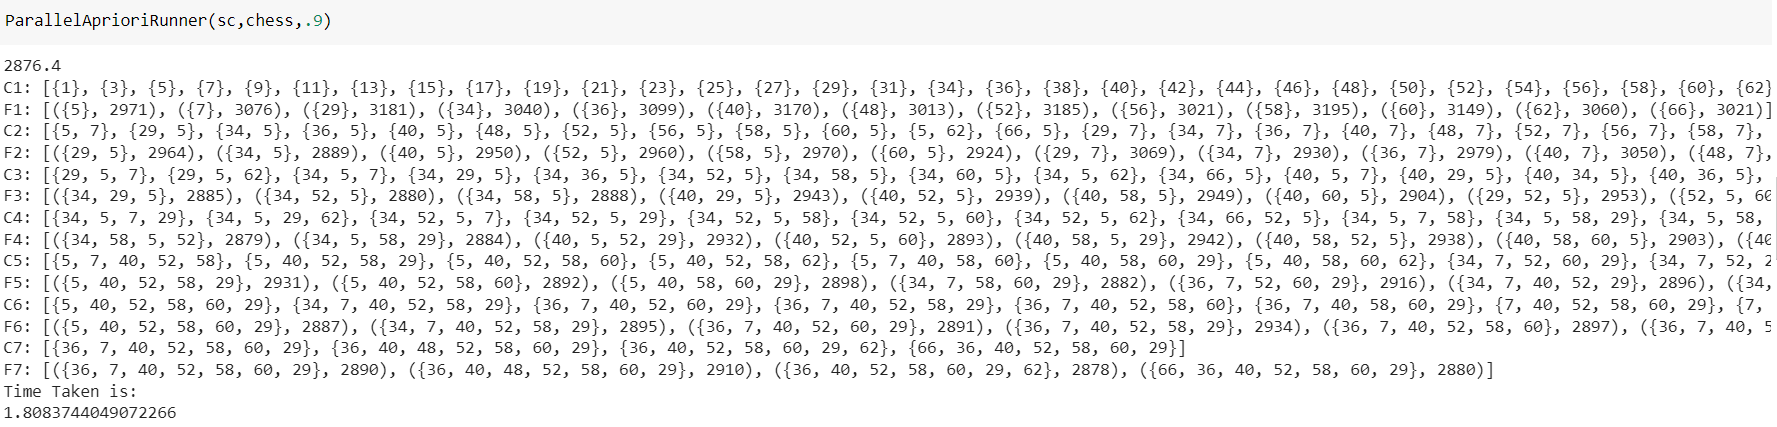 ParallelAprioriRunner(sc,chess,.9)
2876.4
C1: [{1}, {3}, {5}, {7}, {9}, {11}, {13}, {15}, {17}, {19}, {21}, {23}, {25}, {27}, {29}, {31}, {34}, {36}, {38}, {40}, {42}, {44}, {46}, {48}, {50}, {52}, {54}, {56}, {58}, {60}, {62}
F1: [({5}, 2971), ({7}, 3076), ({29}, 3181), ({34}, 3040), ({36}, 3099), ({40}, 3170), ({48}, 3013), ({52}, 3185), ({56}, 3021), ({58}, 3195), ({60}, 3149), ({62}, 3060), ({66}, 3021)]
C2: [{5, 7}, {29, 5}, {34, 5}, {36, 5}, {40, 5}, {48, 5}, {52, 5}, {56, 5}, {58, 5}, {60, 5}, {5, 62}, {66, 5}, {29, 7}, {34, 7}, {36, 7}, {40, 7}, {48, 7}, {52, 7}, {56, 7}, {58, 7},
F2: [({29, 5}, 2964), ({34, 5}, 2889), ({40, 5}, 2950), ({52, 5}, 2960), ({58, 5}, 2970), ({60, 5}, 2924), ({29, 7}, 3069), ({34, 7}, 2930), ({36, 7}, 2979), ({40, 7}, 3050), ({48, 7},
C3: [{29, 5, 7}, {29, 5, 62}, {34, 5, 7}, {34, 29, 5}, {34, 36, 5}, {34, 52, 5}, {34, 58, 5}, {34, 60, 5}, {34, 5, 62}, {34, 66, 5}, {40, 5, 7}, {40, 29, 5}, {40, 34, 5}, {40, 36, 5},
F3: [({34, 29, 5}, 2885), ({34, 52, 5}, 2880), ({34, 58, 5}, 2888), ({40, 29, 5}, 2943), ({40, 52, 5}, 2939), ({40, 58, 5}, 2949), ({40, 60, 5}, 2904), ({29, 52, 5}, 2953), ({52, 5, 60
C4: [{34, 5, 7, 29}, {34, 5, 29, 62}, {34, 52, 5, 7}, {34, 52, 5, 29}, {34, 52, 5, 58}, {34, 52, 5, 60}, {34, 52, 5, 62}, {34, 66, 52, 5}, {34, 5, 7, 58}, {34, 5, 58, 29}, {34, 5, 58,
F4: [({34, 58, 5, 52}, 2879), ({34, 5, 58, 29}, 2884), ({40, 5, 52, 29}, 2932), ({40, 52, 5, 60}, 2893), ({40, 58, 5, 29}, 2942), ({40, 58, 52, 5}, 2938), ({40, 58, 60, 5}, 2903), ({40
C5: [{5, 7, 40, 52, 58}, {5, 40, 52, 58, 29}, {5, 40, 52, 58, 60}, {5, 40, 52, 58, 62}, {5, 7, 40, 58, 60}, {5, 40, 58, 60, 29}, {5, 40, 58, 60, 62}, {34, 7, 52, 60, 29}, {34, 7, 52, 2
F5: [({5, 40, 52, 58, 29}, 2931), ({5, 40, 52, 58, 60}, 2892), ({5, 40, 58, 60, 29}, 2898), ({34, 7, 58, 60, 29}, 2882), ({36, 7, 52, 60, 29}, 2916), ({34, 7, 40, 52, 29}, 2896), ({34,
C6: [{5, 40, 52, 58, 60, 29}, {34, 7, 40, 52, 58, 29}, {36, 7, 40, 52, 60, 29}, {36, 7, 40, 52, 58, 29}, {36, 7, 40, 52, 58, 60}, {36, 7, 40, 58, 60, 29}, {7, 40, 52, 58, 60, 29}, {7,
F6: [({5, 40, 52, 58, 60, 29}, 2887), ({34, 7, 40, 52, 58, 29}, 2895), ({36, 7, 40, 52, 60, 29}, 2891), ({36, 7, 40, 52, 58, 29}, 2934), ({36, 7, 40, 52, 58, 60}, 2897), ({36, 7, 40, 5
C7: [{36, 7, 40, 52, 58, 60, 29}, {36, 40, 48, 52, 58, 60, 29}, {36, 40, 52, 58, 60, 29, 62}, {66, 36, 40, 52, 58, 60, 29}]
F7: [({36, 7, 40, 52, 58, 60, 29}, 2890), ({36, 40, 48, 52, 58, 60, 29}, 2910), ({36, 40, 52, 58, 60, 29, 62}, 2878), ({66, 36, 40, 52, 58, 60, 29}, 2880)]
Time Taken is:
1.8083744049072266